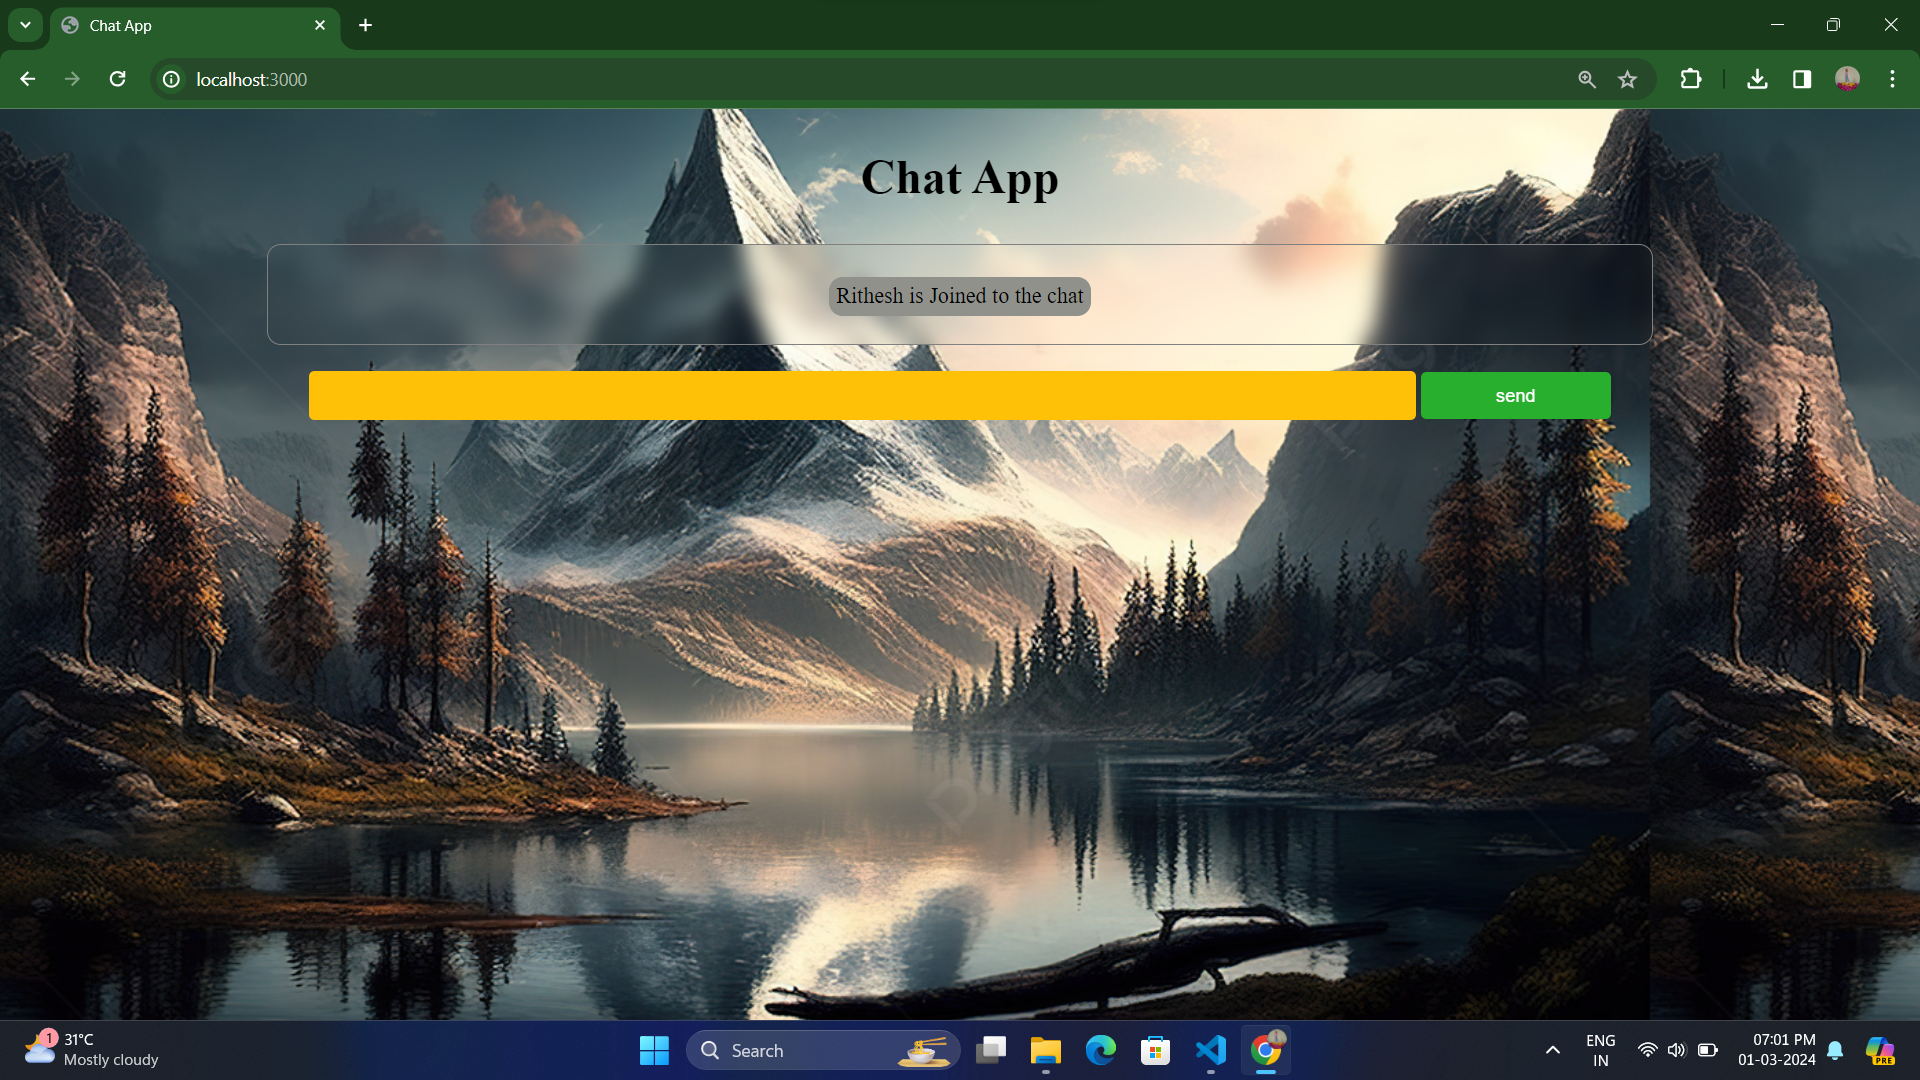 Chat App
localhost:3000
Chat App
Rithesh is Joined to the chat
send
1
31°C
Mostly cloudy
Search
ENG
IN
07:01 PM
01-03-2024
PRE